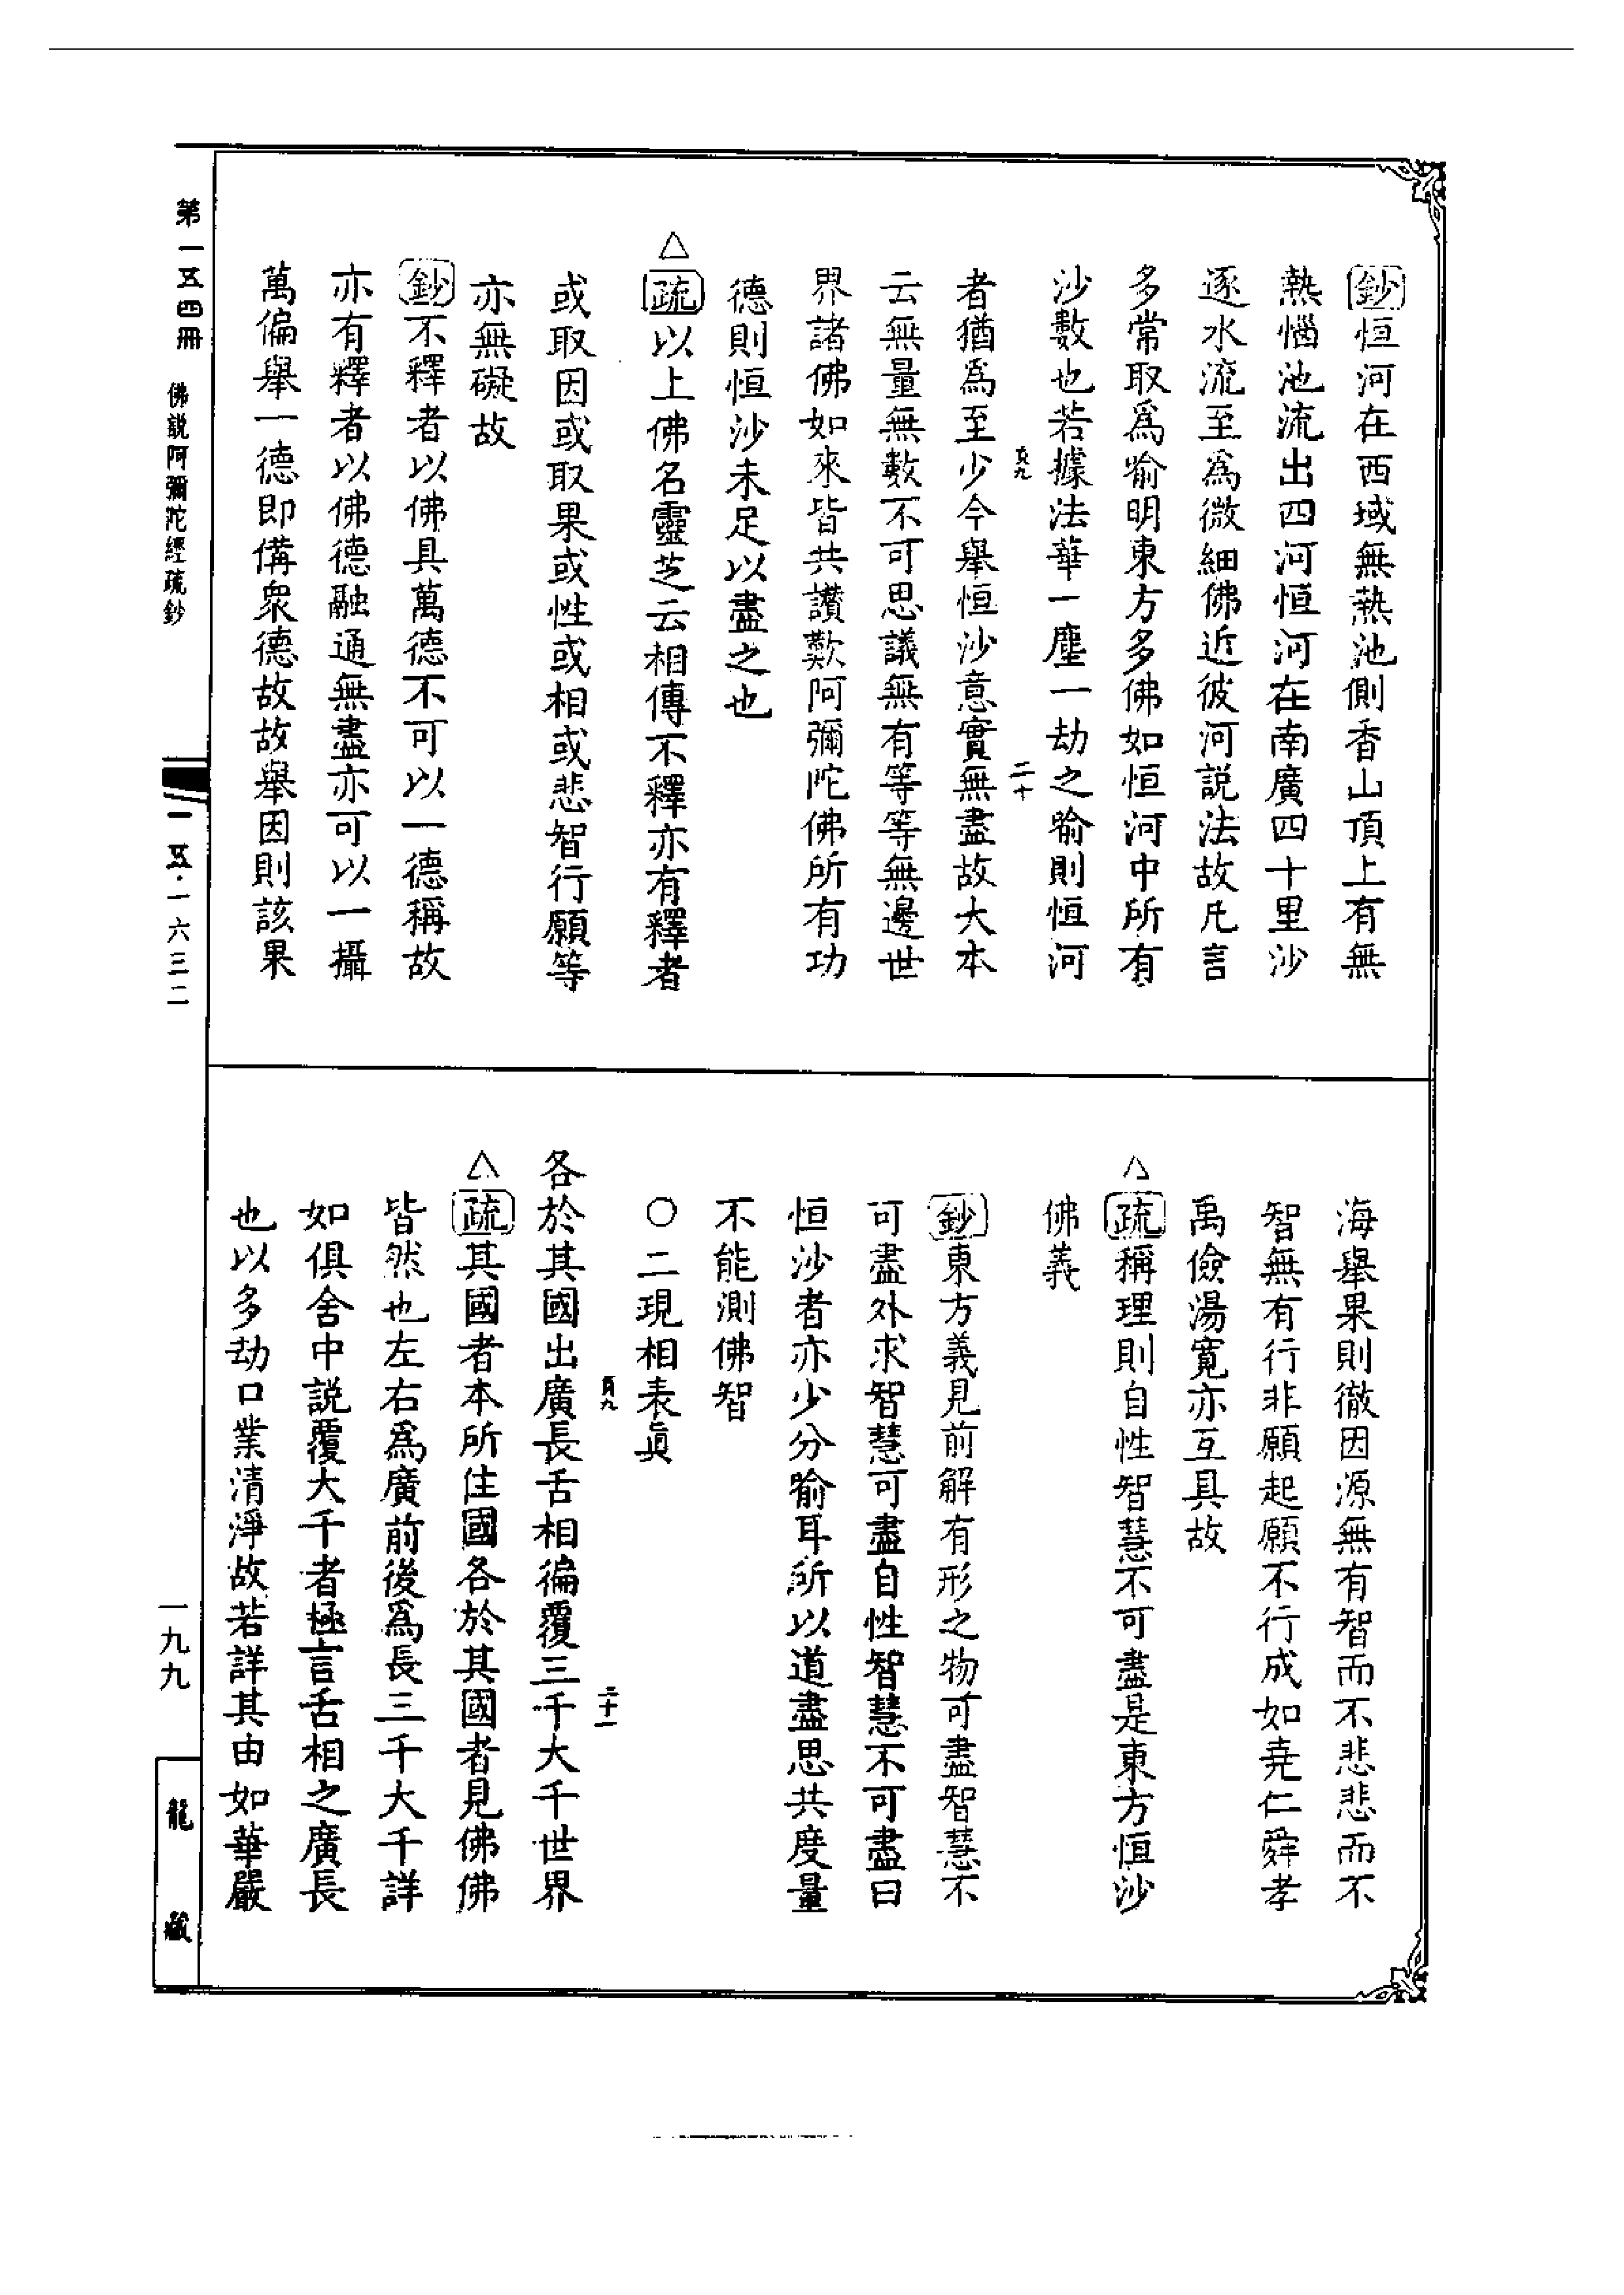 鈔恒河在西域無熱池側香山頂上有無
熱惱池流出四河恒河在南廣四十里沙
逐水流至爲微細佛近彼河說法故凡言
多常取爲喻明東方多佛如恒河中所有
沙數也若據法華一塵一劫之喻則恒河
頁九
二十
者猶爲至少今舉恒沙意實無盡故大本
云無量無數不可思議無有等等無邊世
界諸佛如來皆共讚歎阿彌陀佛所有功
德則恒沙未足以盡之也
△疏以上佛名靈芝云相傳不釋亦有釋者
或取因或取果或性或相或悲智行願等
亦無礙故
鈔不釋者以佛具萬德不可以一德稱故
亦有釋者以佛德融通無盡亦可以一攝
萬偏舉一德即備衆德故故舉因則該果
海舉果則徹因源無有智而不悲悲而不
智無有行非願起願不行成如堯仁舜孝
禹儉湯寬亦互具故
△疏稱理則自性智慧不可盡是東方恒沙
佛義
鈔東方義見前解有形之物可盡智慧不
可盡外求智慧可盡自性智慧不可盡曰
恒沙者亦少分喻耳所以道盡思共度量
不能測佛智
○二現相表眞
頁九
二十一
各於其國出廣長舌相徧覆三千大千世界
△疏其國者本所住國各於其國者見佛佛
皆然也左右爲廣前後爲長三千大千詳
如俱舍中說覆大千者極言舌相之廣長
也以多劫口業清淨故若詳其由如華嚴
第一五四冊 佛說阿彌陀經疏鈔
一五·一六三二
一九九
龍藏